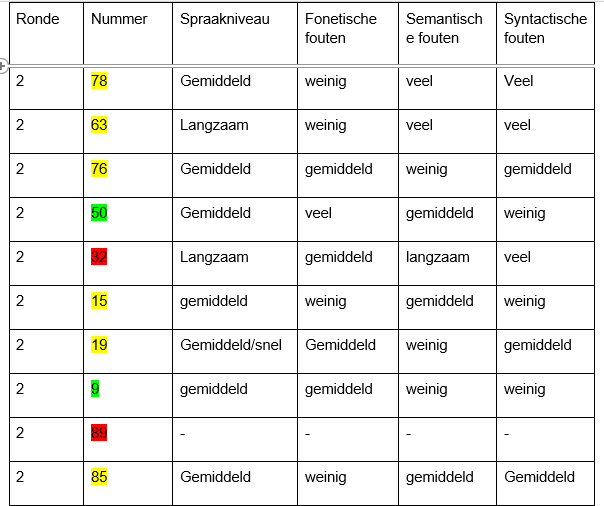 Ronde Nummer Spraakniveau Fonetische fouten Semantisch e fouten Syntactische fouten
2 78 Gemiddeld weinig veel Veel
2 63 Langzaam weinig veel veel
2 76 Gemiddeld gemiddeld weinig gemiddeld
2 50 Gemiddeld veel gemiddeld weinig
2 32 Langzaam gemiddeld langzaam veel
2 15 gemiddeld weinig gemiddeld weinig
2 19 Gemiddeld/snel Gemiddeld weinig gemiddeld
2 9 gemiddeld gemiddeld weinig weinig
2 89 - - - -
2 85 Gemiddeld weinig gemiddeld Gemiddeld